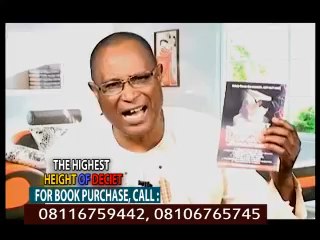 THE HIGHEST
HEIGHT OF DECIET
FOR BOOK PURCHASE, CALL :
08116759442, 08106765745